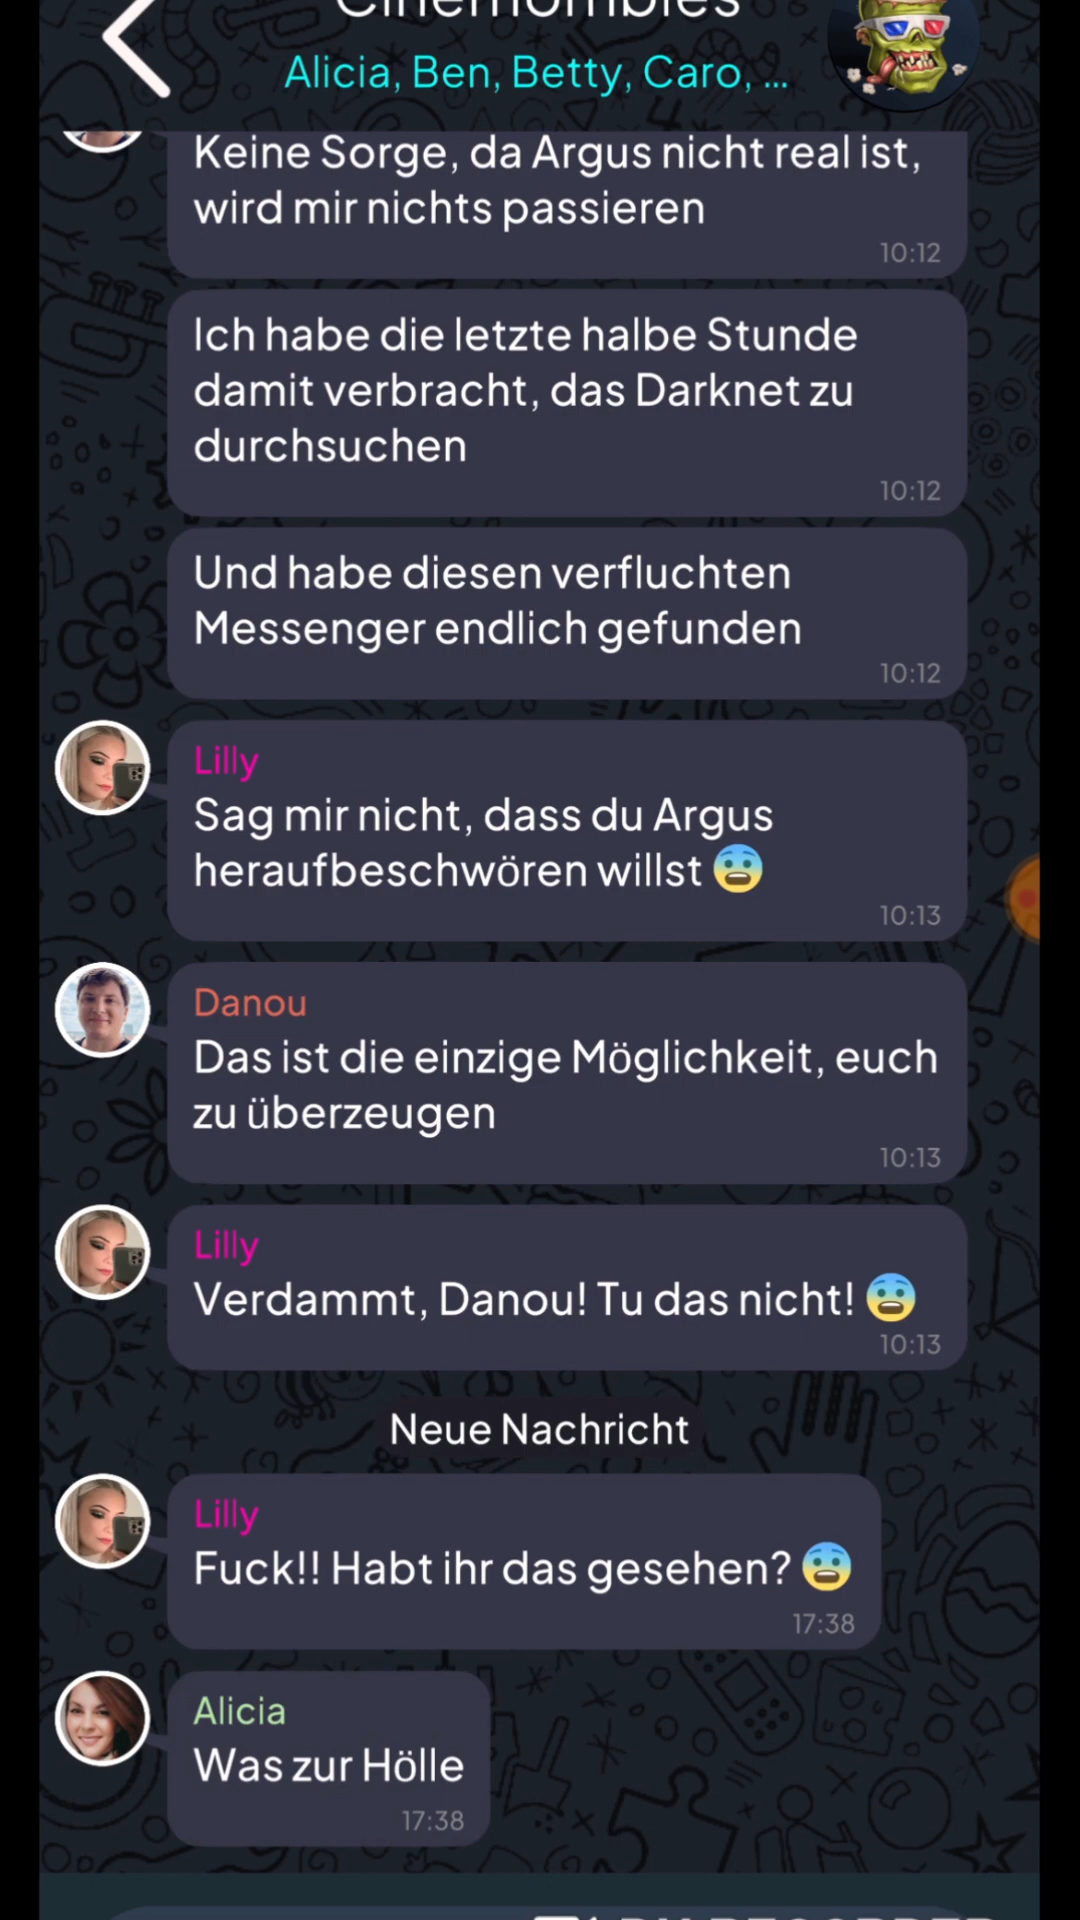 Cinemombies
Alicia, Ben, Betty, Caro, ...
Keine Sorge, da Argus nicht real ist,
wird mir nichts passieren
10:12
Ich habe die letzte halbe Stunde
damit verbracht, das Darknet zu
durchsuchen
10:12
Und habe diesen verfluchten
Messenger endlich gefunden
10:12
Lilly
Sag mir nicht, dass du Argus
heraufbeschwören willst 😨
10:13
Danou
Das ist die einzige Möglichkeit, euch
zu überzeugen
10:13
Lilly
Verdammt, Danou! Tu das nicht! 😨
10:13
Neue Nachricht
Lilly
Fuck!! Habt ihr das gesehen? 😨
17:38
Alicia
Was zur Hölle
17:38